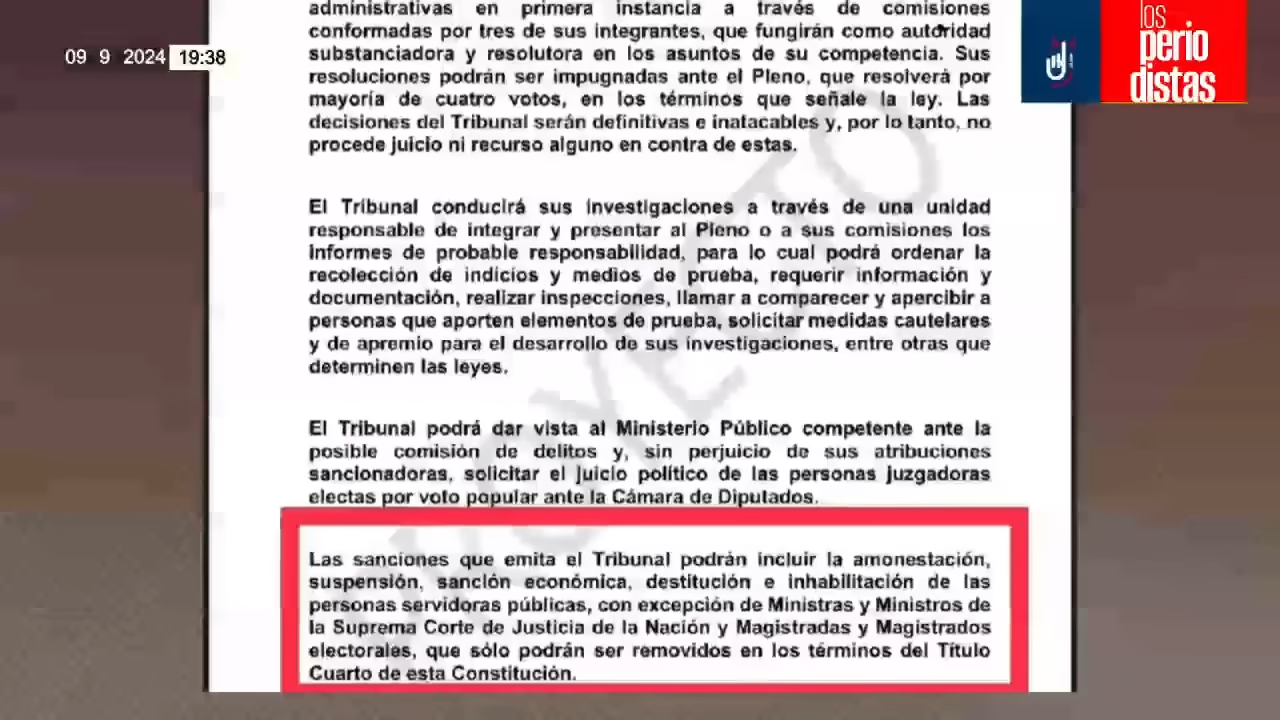 09 9 2024 19:38
los
perio
distas
administrativas en primera instancia a través de comisiones
conformadas por tres de sus integrantes, que fungirán como autoridad
substanciadora y resolutora en los asuntos de su competencia. Sus
resoluciones podrán ser impugnadas ante el Pleno, que resolverá por
mayoría de cuatro votos, en los términos que señale la ley. Las
decisiones del Tribunal serán definitivas e inatacables y, por lo tanto, no
procede juicio ni recurso alguno en contra de estas.
El Tribunal conducirá sus investigaciones a través de una unidad
responsable de integrar y presentar al Pleno o a sus comisiones los
informes de probable responsabilidad, para lo cual podrá ordenar la
recolección de indicios y medios de prueba, requerir información y
documentación, realizar inspecciones, llamar a comparecer y apercibir a
personas que aporten elementos de prueba, solicitar medidas cautelares
y de apremio para el desarrollo de sus investigaciones, entre otras que
determinen las leyes.
El Tribunal podrá dar vista al Ministerio Público competente ante la
posible comisión de delitos y, sin perjuicio de sus atribuciones
sancionadoras, solicitar el juicio político de las personas juzgadoras
electas por voto popular ante la Cámara de Diputados.
Las sanciones que emita el Tribunal podrán incluir la amonestación,
suspensión, sanción económica, destitución e inhabilitación de las
personas servidoras públicas, con excepción de Ministras y Ministros de
la Suprema Corte de Justicia de la Nación y Magistradas y Magistrados
electorales, que sólo podrán ser removidos en los términos del Título
Cuarto de esta Constitución.
PROYECTO